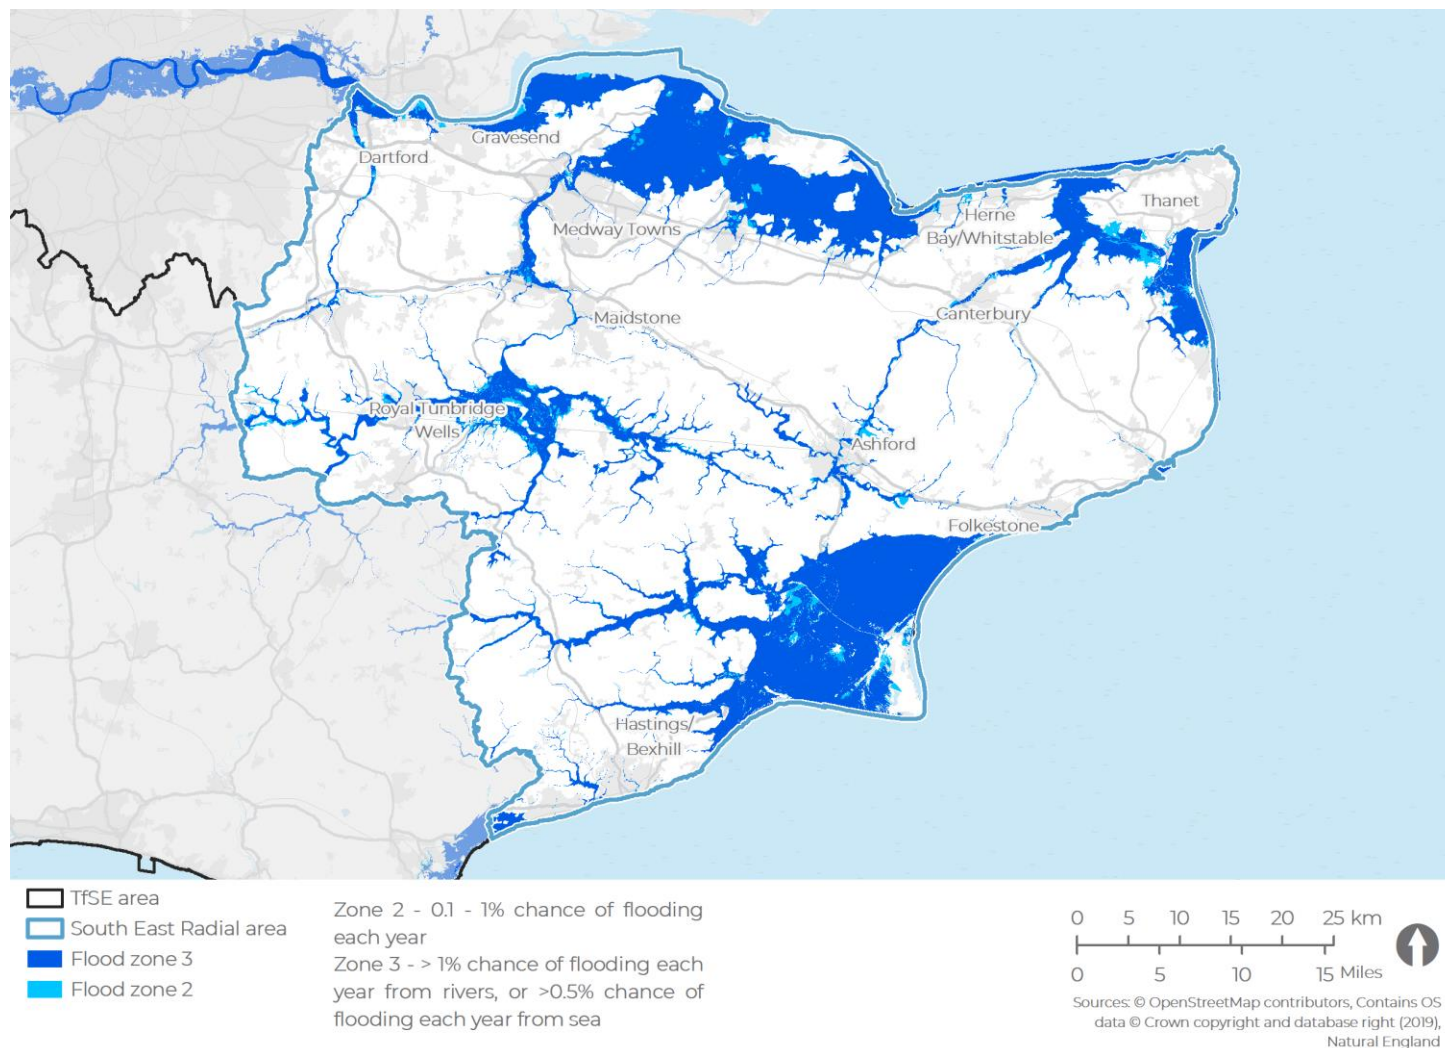 Gravesend
Dartford
Thanet
Herne
Bay/Whitstable
Medway Towns
Maidstone
Canterbury
Royal Tunbridge
Wells
Ashford
Folkestone
Hastings/
Bexhill
TfSE area
South East Radial area
Flood zone 3
Flood zone 2
Zone 2 - 0.1 - 1% chance of flooding
each year
Zone 3 - > 1% chance of flooding each
year from rivers, or >0.5% chance of
flooding each year from sea
0 5 10 15 20 25 km
0 5 10 15 Miles
Sources: © OpenStreetMap contributors, Contains OS
data © Crown copyright and database right (2019),
Natural England